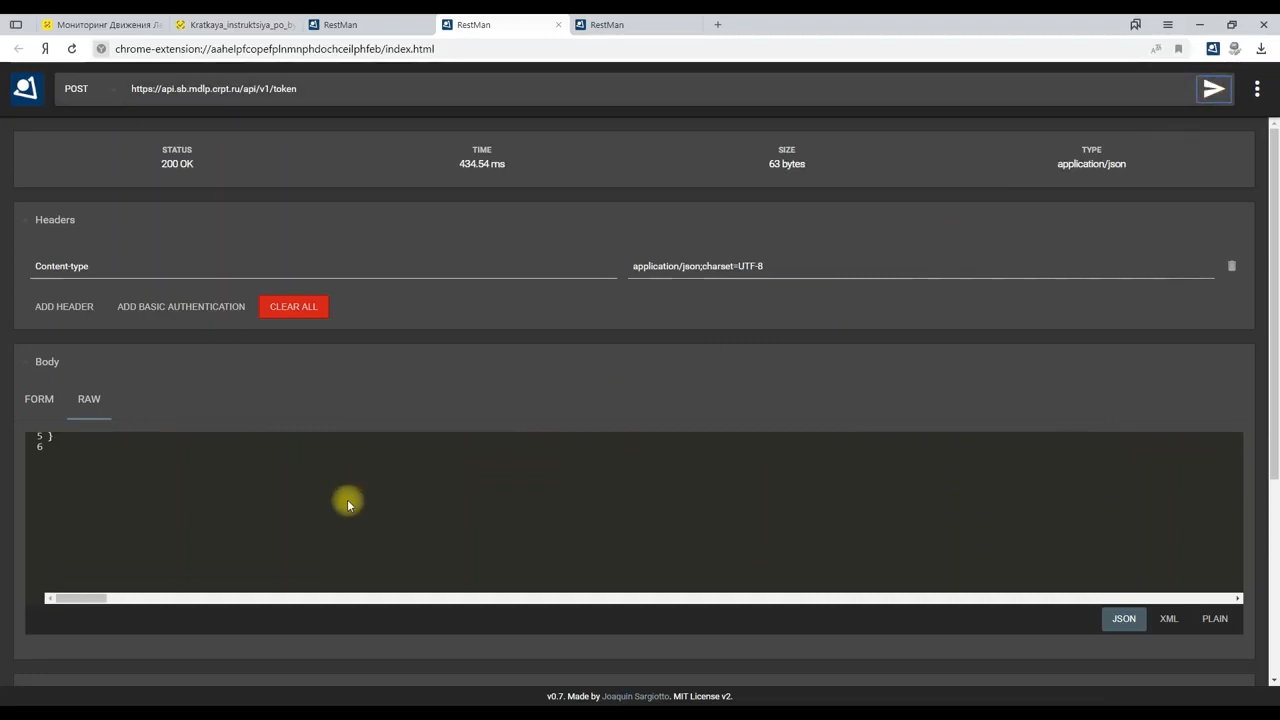 Мониторинг Движения Ле
Kratkaya_instruktsiya_po_by
RestMan
RestMan
RestMan
Я
chrome-extension://aahelpfcopefplnmnphdochceilphfeb/index.html
POST
https://api.sb.mdlp.crpt.ru/api/v1/token
STATUS
TIME
SIZE
TYPE
200 OK
434.54 ms
63 bytes
application/json
Headers
Content-type
application/json;charset=UTF-8
ADD HEADER
ADD BASIC AUTHENTICATION
CLEAR ALL
Body
FORM
RAW
5 }
6
JSON
XML
PLAIN
v0.7. Made by Joaquin Sargiotto. MIT License v2.